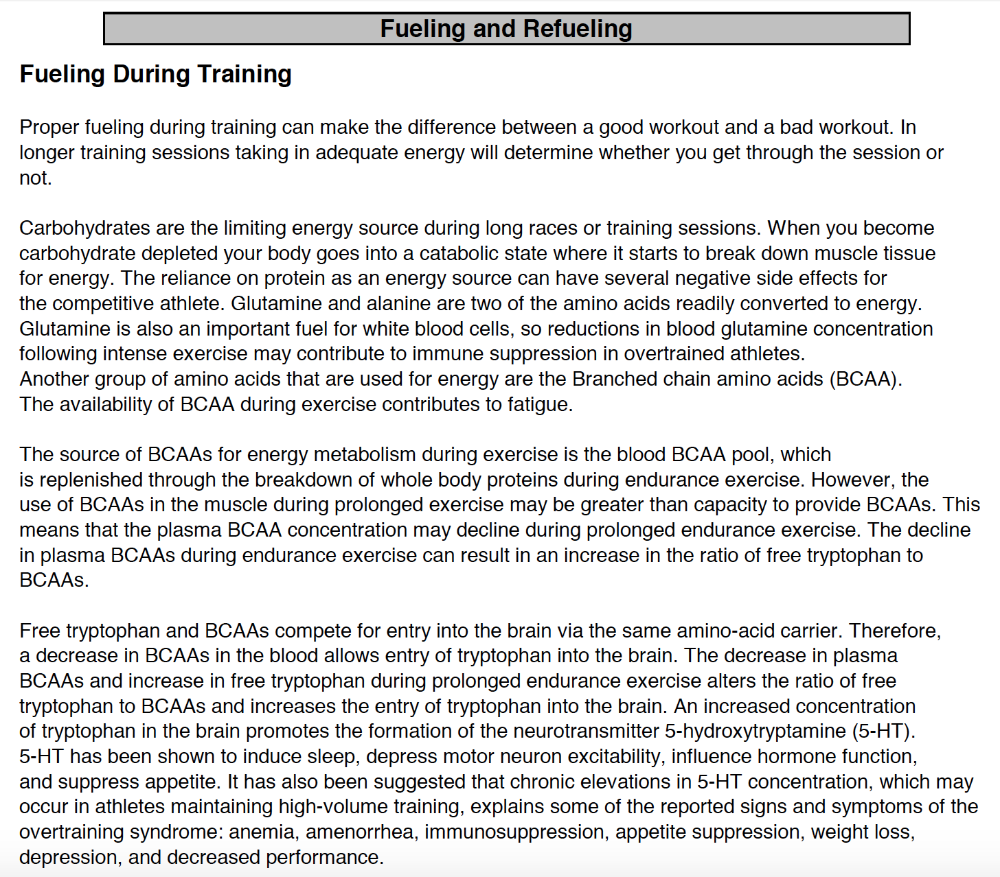 Fueling and Refueling
Fueling During Training
Proper fueling during training can make the difference between a good workout and a bad workout. In
longer training sessions taking in adequate energy will determine whether you get through the session or
not.
Carbohydrates are the limiting energy source during long races or training sessions. When you become
carbohydrate depleted your body goes into a catabolic state where it starts to break down muscle tissue
for energy. The reliance on protein as an energy source can have several negative side effects for
the competitive athlete. Glutamine and alanine are two of the amino acids readily converted to energy.
Glutamine is also an important fuel for white blood cells, so reductions in blood glutamine concentration
following intense exercise may contribute to immune suppression in overtrained athletes.
Another group of amino acids that are used for energy are the Branched chain amino acids (BCAA).
The availability of BCAA during exercise contributes to fatigue.
The source of BCAAs for energy metabolism during exercise is the blood BCAA pool, which
is replenished through the breakdown of whole body proteins during endurance exercise. However, the
use of BCAAs in the muscle during prolonged exercise may be greater than capacity to provide BCAAs. This
means that the plasma BCAA concentration may decline during prolonged endurance exercise. The decline
in plasma BCAAs during endurance exercise can result in an increase in the ratio of free tryptophan to
BCAAs.
Free tryptophan and BCAAs compete for entry into the brain via the same amino-acid carrier. Therefore,
a decrease in BCAAs in the blood allows entry of tryptophan into the brain. The decrease in plasma
BCAAs and increase in free tryptophan during prolonged endurance exercise alters the ratio of free
tryptophan to BCAAs and increases the entry of tryptophan into the brain. An increased concentration
of tryptophan in the brain promotes the formation of the neurotransmitter 5-hydroxytryptamine (5-HT).
5-HT has been shown to induce sleep, depress motor neuron excitability, influence hormone function,
and suppress appetite. It has also been suggested that chronic elevations in 5-HT concentration, which may
occur in athletes maintaining high-volume training, explains some of the reported signs and symptoms of the
overtraining syndrome: anemia, amenorrhea, immunosuppression, appetite suppression, weight loss,
depression, and decreased performance.